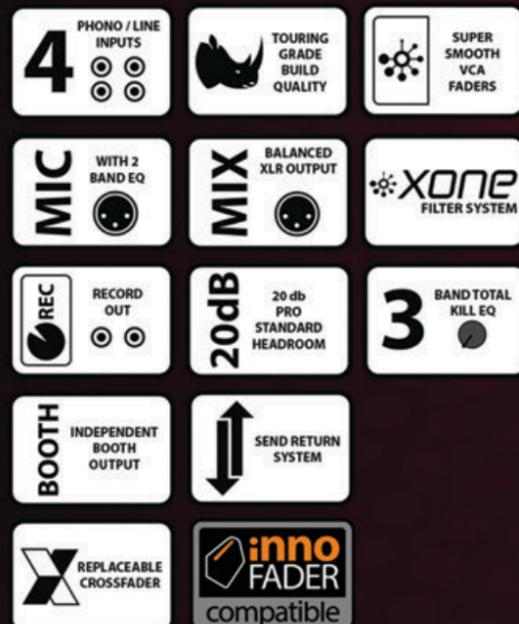 4
PHONO / LINE
INPUTS
TOURING
GRADE
BUILD
QUALITY
SUPER
SMOOTH
VCA
FADERS
MIC
WITH 2
BAND EQ
MIX
BALANCED
XLR OUTPUT
XONE
FILTER SYSTEM
REC
RECORD
OUT
20dB
20 db
PRO
STANDARD
HEADROOM
3
BAND TOTAL
KILL EQ
BOOTH
INDEPENDENT
BOOTH
OUTPUT
SEND RETURN
SYSTEM
X
REPLACEABLE
CROSSFADER
inno
FADER
compatible